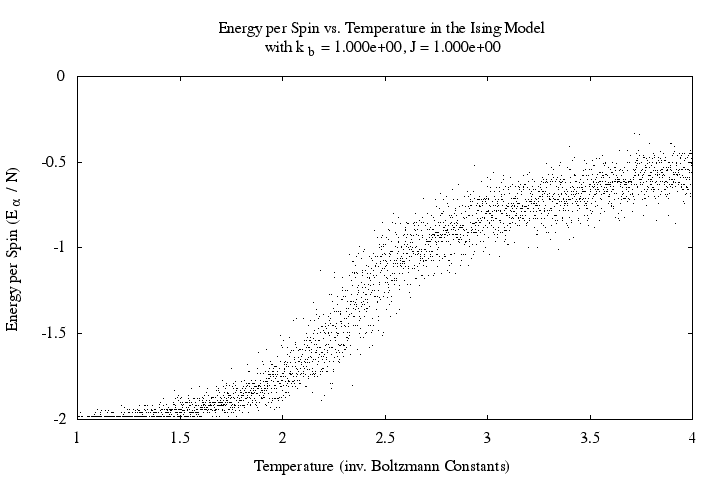 Energy per Spin vs. Temperature in the Ising Model
with k b = 1.000e+00, J = 1.000e+00
0
-0.5
-1
-1.5
-2
Energy per Spin (E α / N)
1 1.5 2 2.5 3 3.5 4
Temperature (inv. Boltzmann Constants)